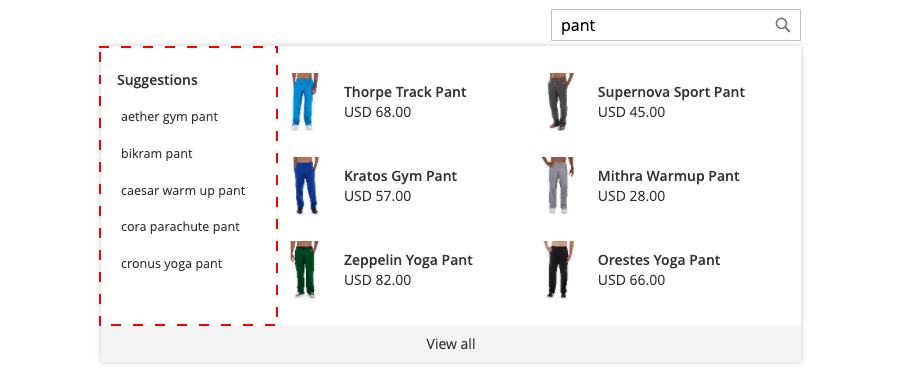 pant
Suggestions
aether gym pant
bikram pant
caesar warm up pant
cora parachute pant
cronus yoga pant
Thorpe Track Pant
USD 68.00
Supernova Sport Pant
USD 45.00
Kratos Gym Pant
USD 57.00
Mithra Warmup Pant
USD 28.00
Zeppelin Yoga Pant
USD 82.00
Orestes Yoga Pant
USD 66.00
View all